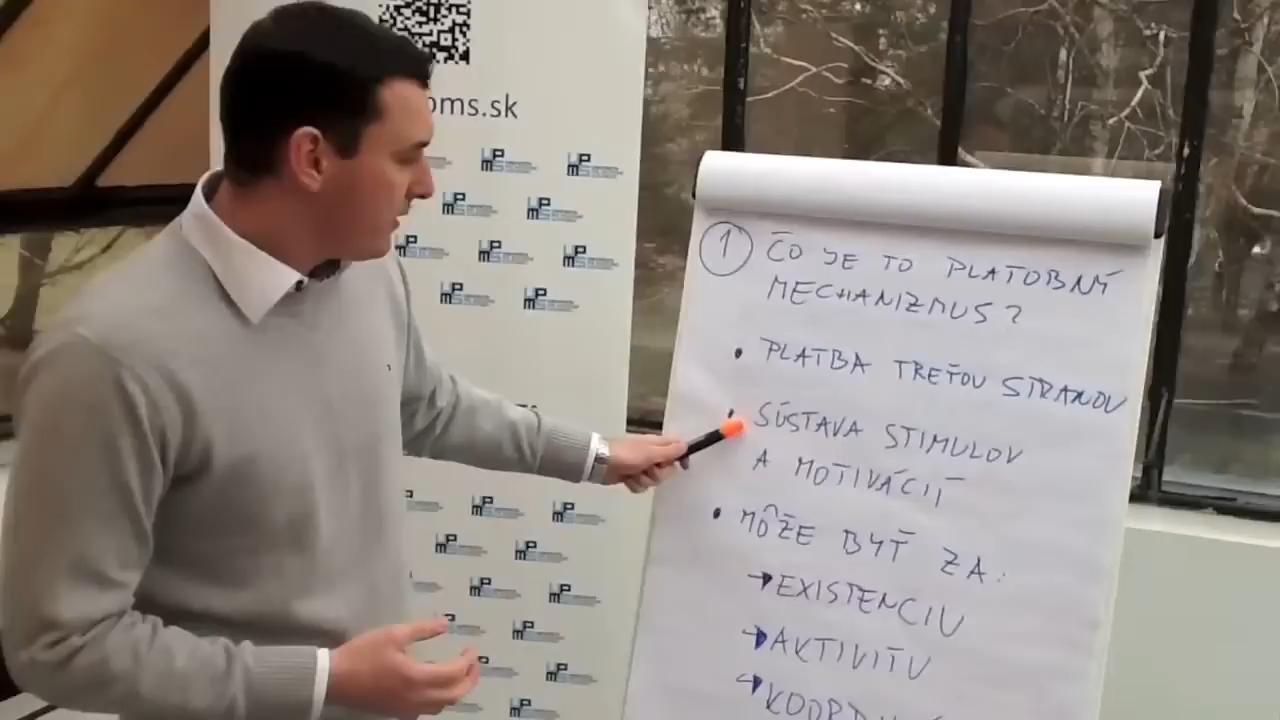 oms.sk
1 ČO JE TO PLATOBNÝ
MECHANIZMUS?
• PLATBA TREŤOU STRANOU
• SÚSTAVA STIMULOV
A MOTIVÁCIÍ
• MÔŽE BYŤ ZA:
→ EXISTENCIU
→ AKTIVITU